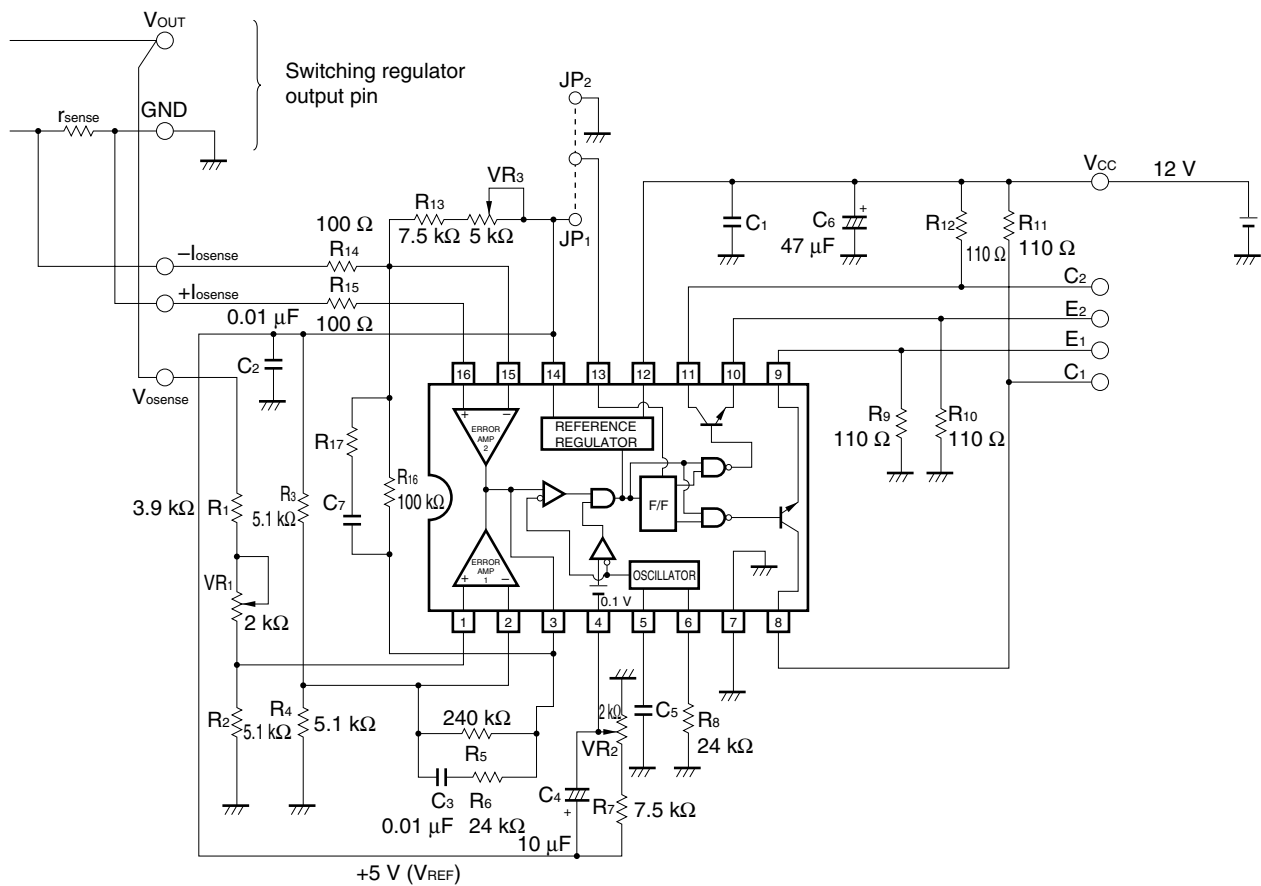 VOUT
Switching regulator
output pin
GND
rsense
JP2
JP1
VR3
R13
7.5 kΩ
5 kΩ
100 Ω
R14
−Iosense
R15
+Iosense
100 Ω
0.01 μF
C2
Vosense
VCC
12 V
C1
C6
+
47 μF
R12
110 Ω
R11
110 Ω
C2
E2
E1
C1
R9
110 Ω
R10
110 Ω
16
15
14
13
12
11
10
9
+
−
ERROR
AMP
2
REFERENCE
REGULATOR
F/F
ERROR
AMP
1
+
−
OSCILLATOR
0.1 V
1
2
3
4
5
6
7
8
R17
C7
R16
100 kΩ
3.9 kΩ
R1
R3
5.1 kΩ
VR1
2 kΩ
R2
5.1 kΩ
R4
5.1 kΩ
240 kΩ
R5
C3
0.01 μF
R6
24 kΩ
2 kΩ
VR2
C5
R8
24 kΩ
C4
+
10 μF
R7
7.5 kΩ
+5 V (VREF)